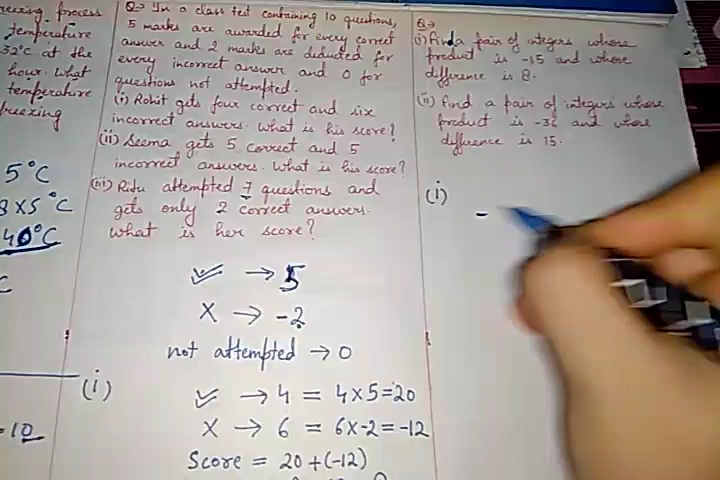 reezing process
temperature
32°C at the
hour. What
temperature
freezing
5°C
8 x 5°C
40°C
C
= 10
Q→ In a class test containing 10 questions,
5 marks are awarded for every correct
answer and 2 marks are deducted for
every incorrect answer and 0 for
questions not attempted.
(i) Rohit gets four correct and six
incorrect answers. What is his score?
(ii) Seema gets 5 correct and 5
incorrect answers. What is his score?
(iii) Ritu attempted 7 questions and
gets only 2 correct answers.
What is her score?
✓ → 5
X → -2
not attempted → 0
(i)
✓ → 4 = 4x5=20
X → 6 = 6x-2=-12
Score = 20+(-12)
Q→
(i) Find a pair of integers whose
product is -15 and whose
difference is 8.
(ii) Find a pair of integers whose
product is -36 and whose
difference is 15.
(i)
-